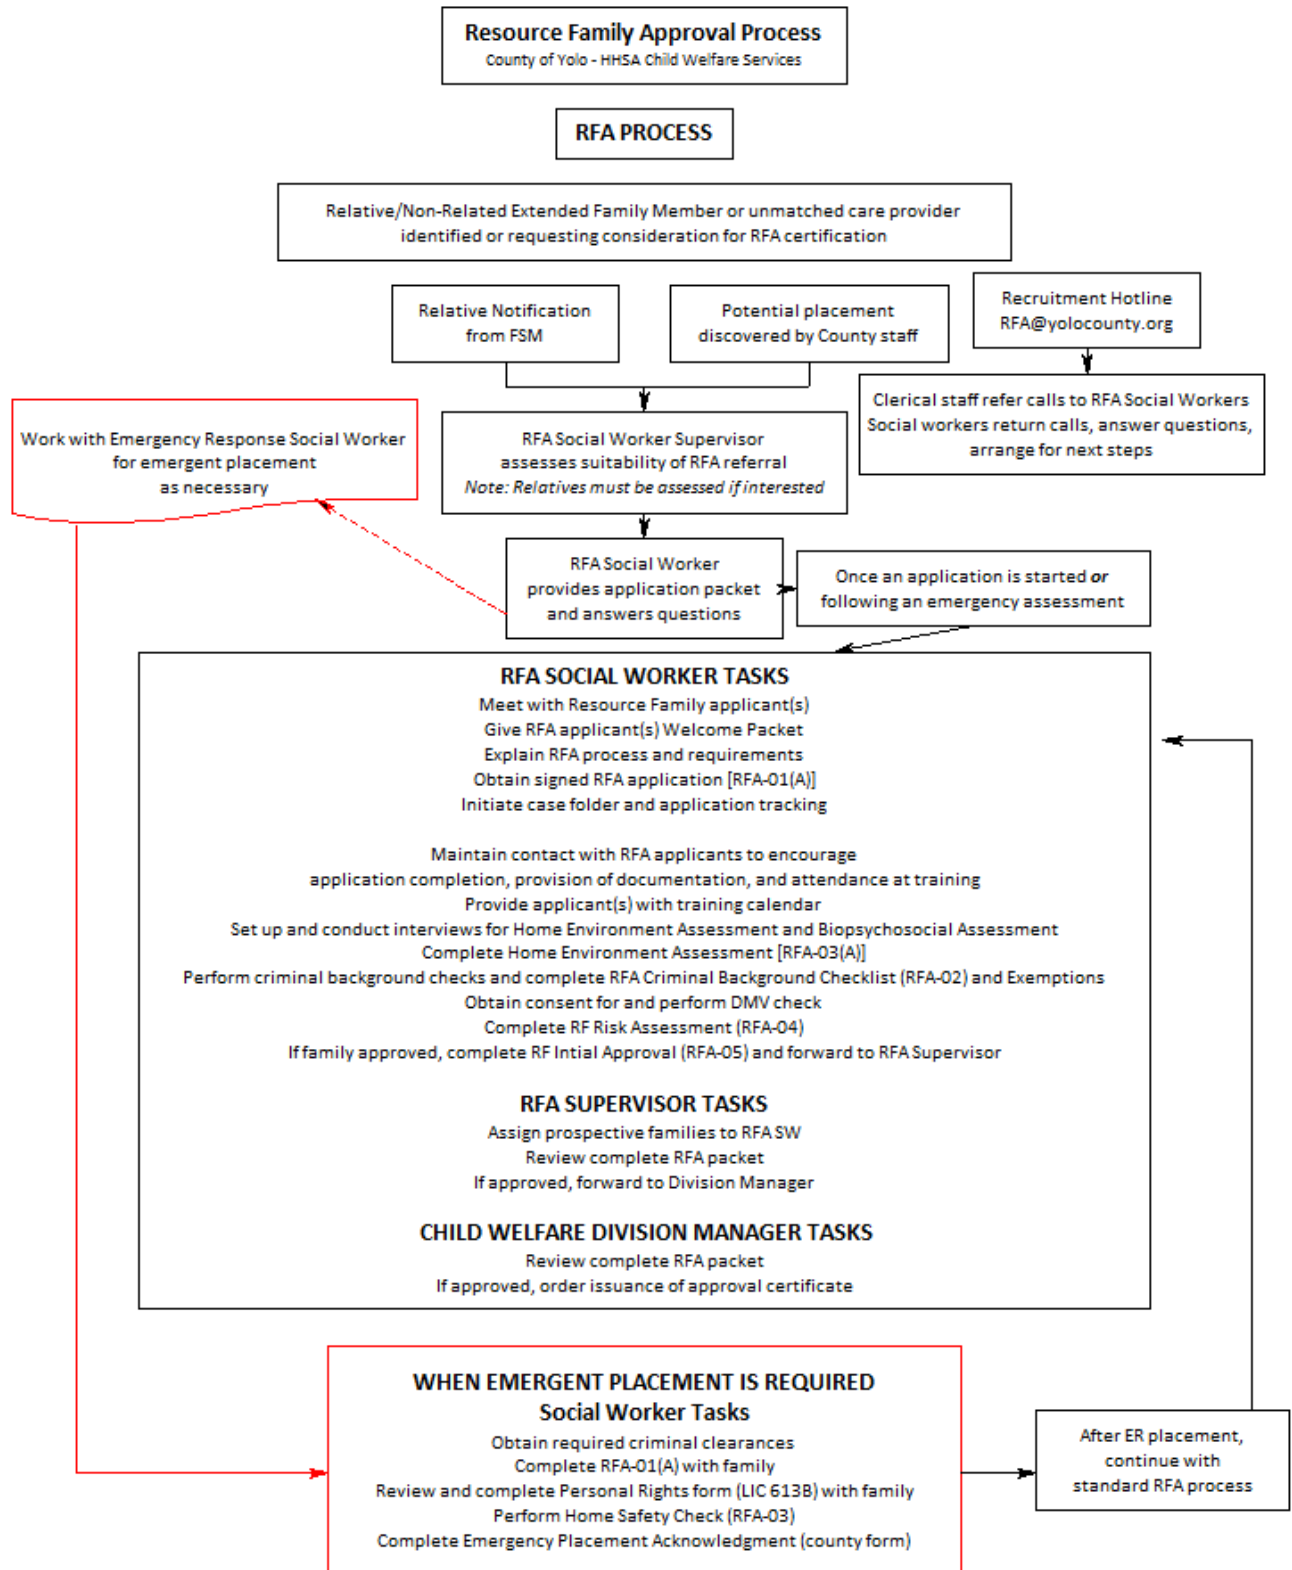 Resource Family Approval Process
County of Yolo - HHSA Child Welfare Services
RFA PROCESS
Relative/Non-Related Extended Family Member or unmatched care provider
identified or requesting consideration for RFA certification
Relative Notification
from FSM
Potential placement
discovered by County staff
Recruitment Hotline
RFA@yolocounty.org
Clerical staff refer calls to RFA Social Workers
Social workers return calls, answer questions,
arrange for next steps
Work with Emergency Response Social Worker
for emergent placement
as necessary
RFA Social Worker Supervisor
assesses suitability of RFA referral
Note: Relatives must be assessed if interested
RFA Social Worker
provides application packet
and answers questions
Once an application is started or
following an emergency assessment
RFA SOCIAL WORKER TASKS
Meet with Resource Family applicant(s)
Give RFA applicant(s) Welcome Packet
Explain RFA process and requirements
Obtain signed RFA application [RFA-01(A)]
Initiate case folder and application tracking
Maintain contact with RFA applicants to encourage
application completion, provision of documentation, and attendance at training
Provide applicant(s) with training calendar
Set up and conduct interviews for Home Environment Assessment and Biopsychosocial Assessment
Complete Home Environment Assessment [RFA-03(A)]
Perform criminal background checks and complete RFA Criminal Background Checklist (RFA-02) and Exemptions
Obtain consent for and perform DMV check
Complete RF Risk Assessment (RFA-04)
If family approved, complete RF Intial Approval (RFA-05) and forward to RFA Supervisor
RFA SUPERVISOR TASKS
Assign prospective families to RFA SW
Review complete RFA packet
If approved, forward to Division Manager
CHILD WELFARE DIVISION MANAGER TASKS
Review complete RFA packet
If approved, order issuance of approval certificate
WHEN EMERGENT PLACEMENT IS REQUIRED
Social Worker Tasks
Obtain required criminal clearances
Complete RFA-01(A) with family
Review and complete Personal Rights form (LIC 613B) with family
Perform Home Safety Check (RFA-03)
Complete Emergency Placement Acknowledgment (county form)
After ER placement,
continue with
standard RFA process